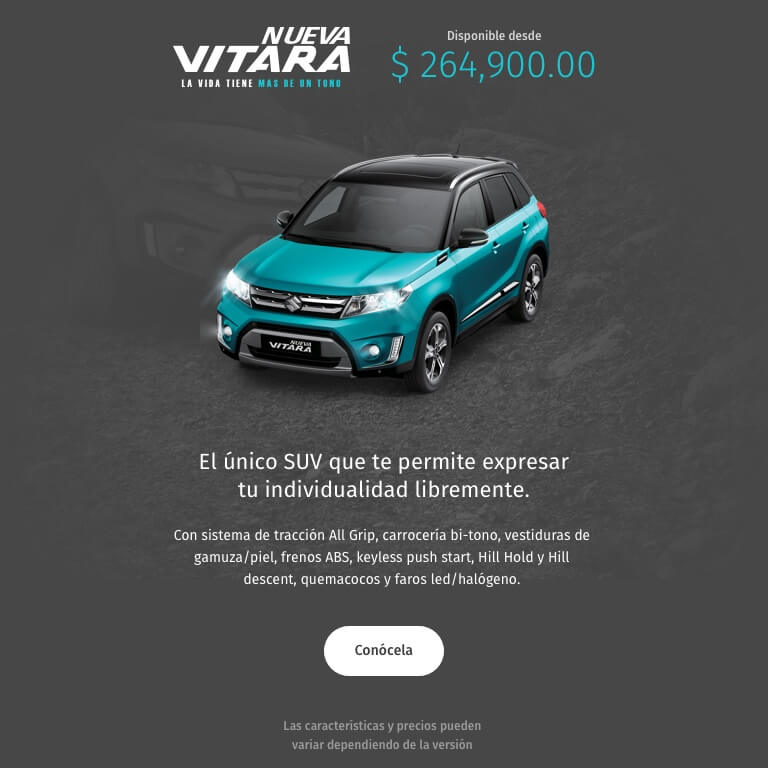 NUEVA
VITARA
LA VIDA TIENE MAS DE UN TONO
Disponible desde
$ 264,900.00
NUEVA
VITARA
El único SUV que te permite expresar
tu individualidad libremente.
Con sistema de tracción All Grip, carrocería bi-tono, vestiduras de
gamuza/piel, frenos ABS, keyless push start, Hill Hold y Hill
descent, quemacocos y faros led/halógeno.
Conócela
Las características y precios pueden
variar dependiendo de la versión